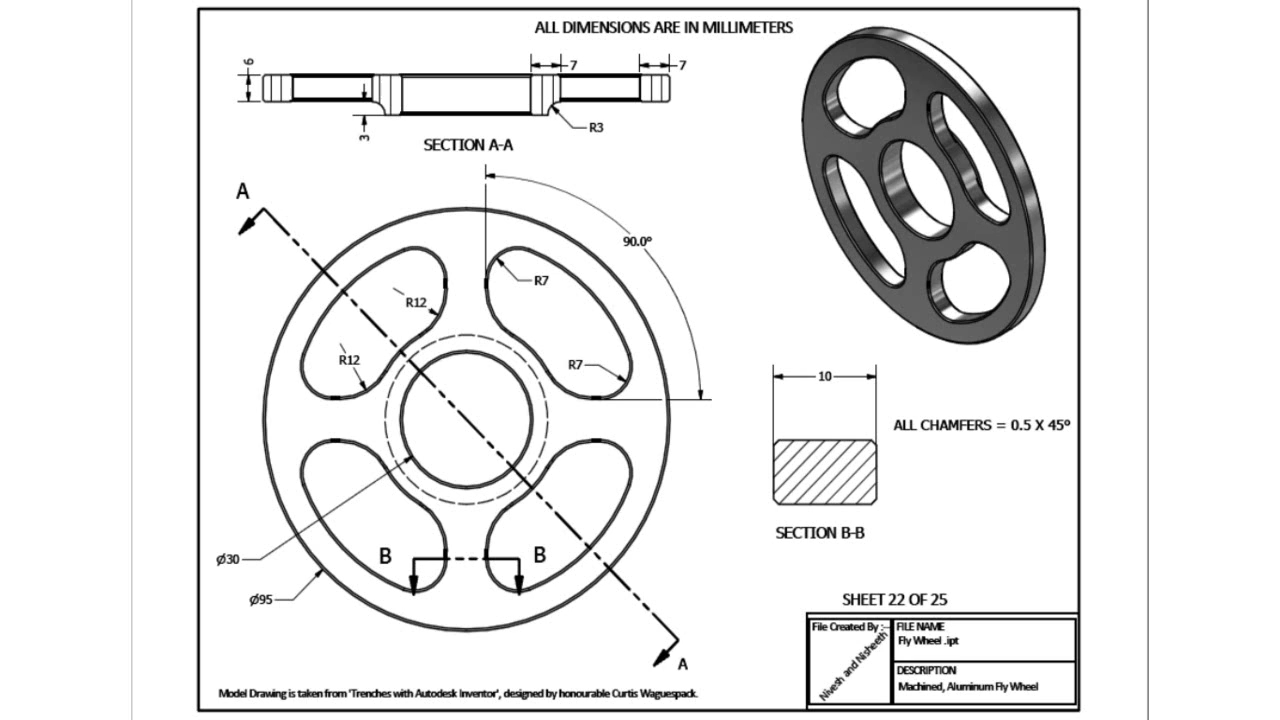 ALL DIMENSIONS ARE IN MILLIMETERS
6
7
7
3
R3
SECTION A-A
A
90.0°
R7
R12
R12
R7
10
ALL CHAMFERS = 0.5 X 45°
SECTION B-B
B
B
Ø30
Ø95
A
SHEET 22 OF 25
File Created By :-
Nivesh and Nisheeth
FILE NAME
Fly Wheel .ipt
DESCRIPTION
Machined, Aluminum Fly Wheel
Model Drawing is taken from 'Trenches with Autodesk Inventor', designed by honourable Curtis Waguespack.